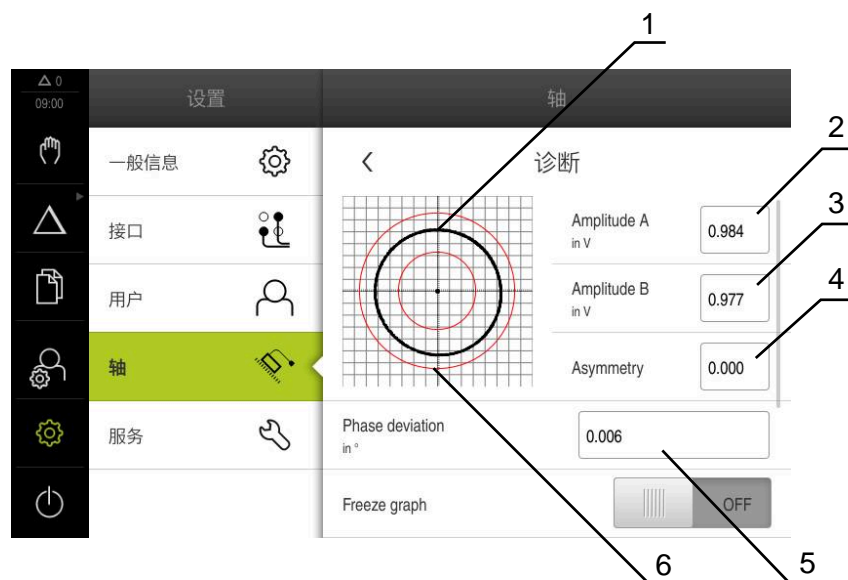 1
△ 0
09:00
设置
轴
2
一般信息
诊断
3
接口
Amplitude A
in V
0.984
4
用户
Amplitude B
in V
0.977
轴
Asymmetry
0.000
服务
Phase deviation
in °
0.006
Freeze graph
OFF
6
5